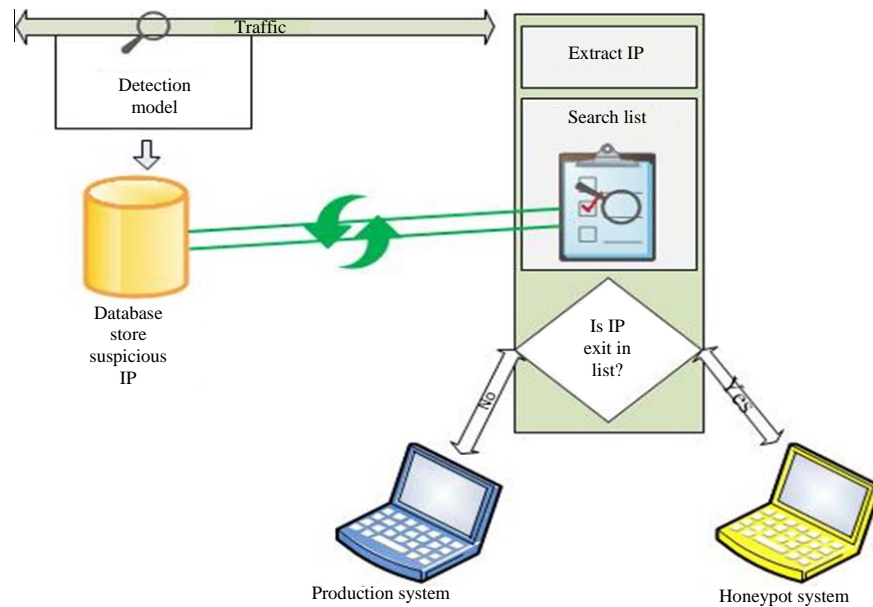 Traffic
Detection
model
Extract IP
Search list
Database
store
suspicious
IP
Is IP
exit in
list?
No
Yes
Production system
Honeypot system